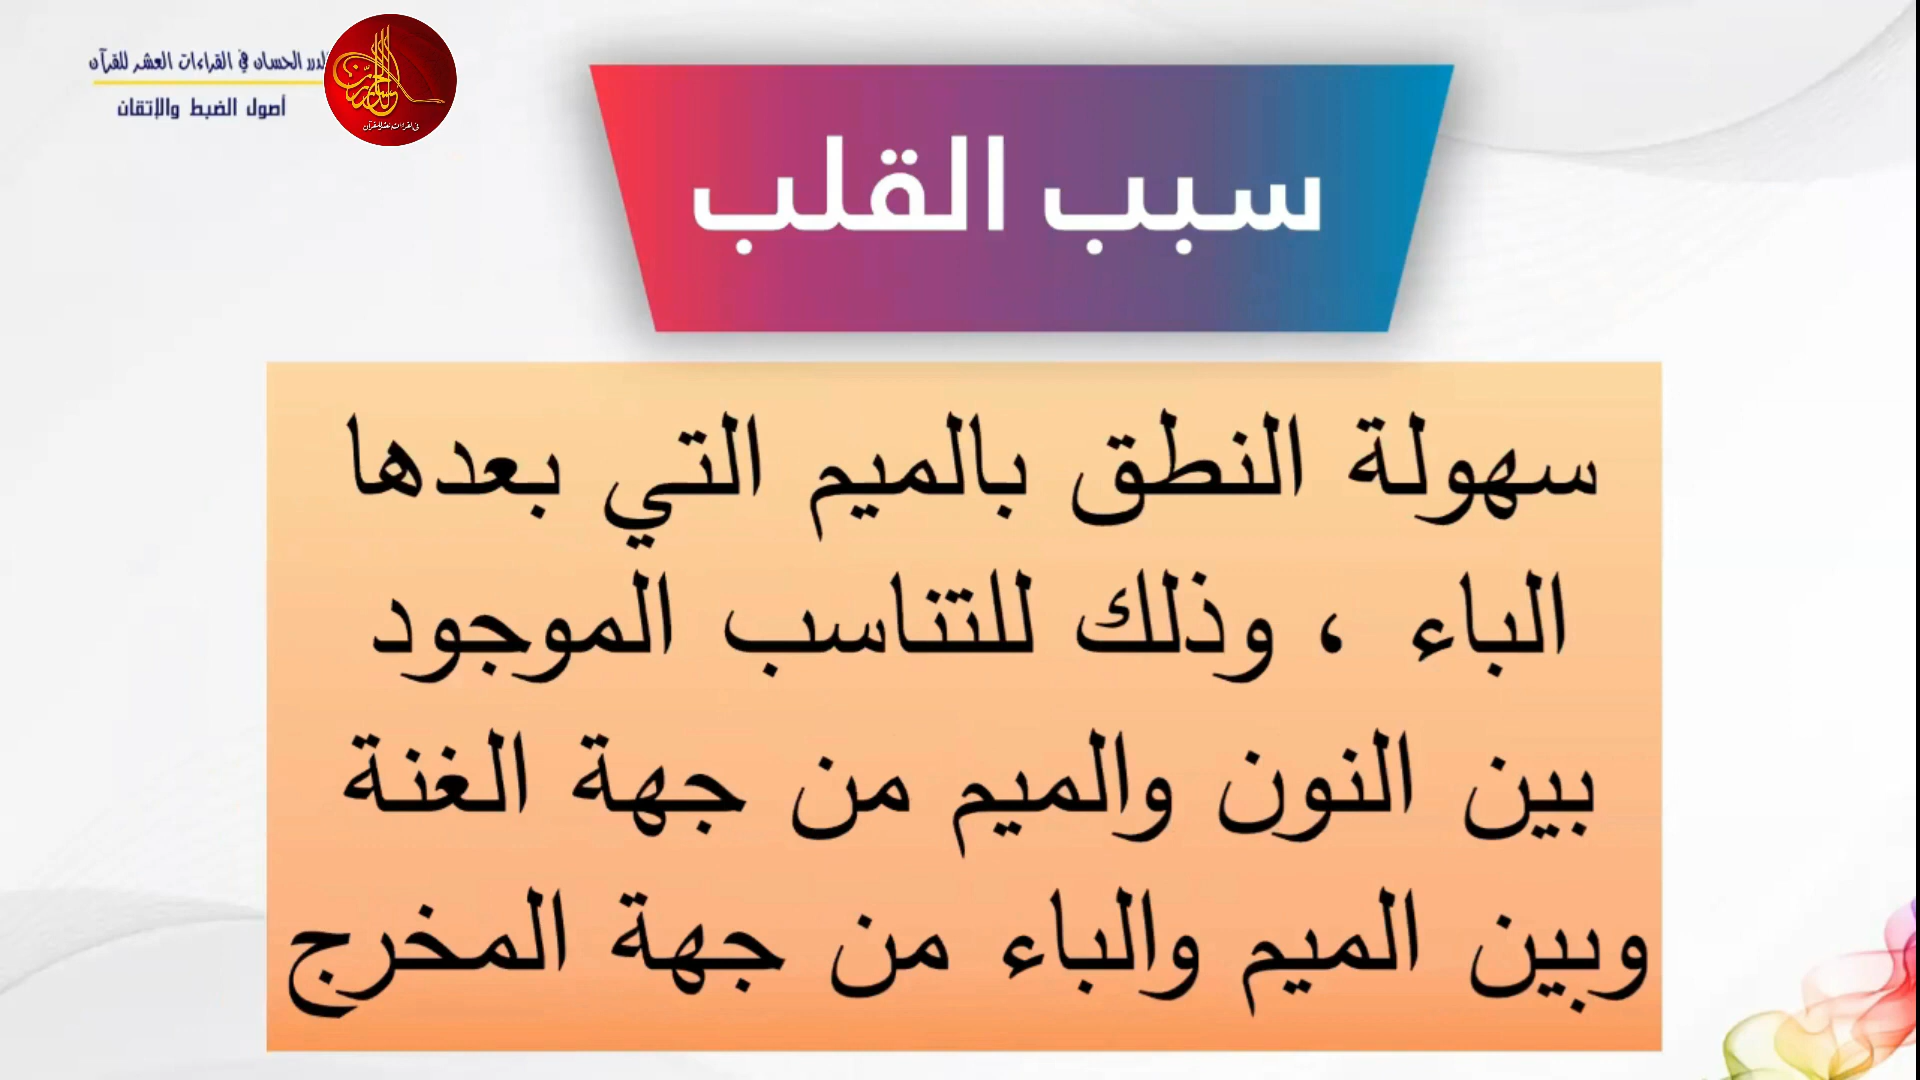 الحسان في القراءات العشر للقرآن
أصول الضبط والإتقان
سبب القلب
سهولة النطق بالميم التي بعدها
الباء ، وذلك للتناسب الموجود
بين النون والميم من جهة الغنة
وبين الميم والباء من جهة المخرج